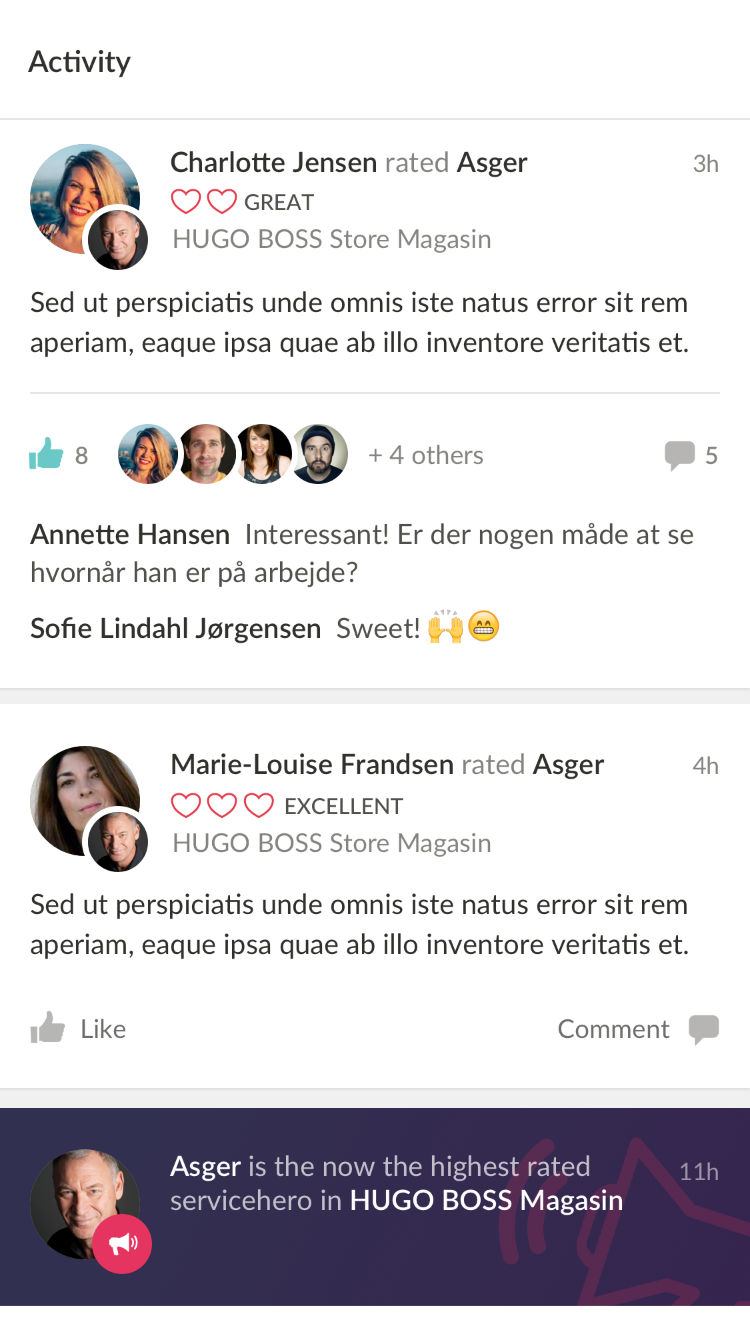 Activity
Charlotte Jensen rated Asger 3h
GREAT
HUGO BOSS Store Magasin
Sed ut perspiciatis unde omnis iste natus error sit rem
aperiam, eaque ipsa quae ab illo inventore veritatis et.
8 + 4 others 5
Annette Hansen Interessant! Er der nogen måde at se
hvornår han er på arbejde?
Sofie Lindahl Jørgensen Sweet! 🙌😁
Marie-Louise Frandsen rated Asger 4h
EXCELLENT
HUGO BOSS Store Magasin
Sed ut perspiciatis unde omnis iste natus error sit rem
aperiam, eaque ipsa quae ab illo inventore veritatis et.
Like Comment
Asger is the now the highest rated 11h
servicehero in HUGO BOSS Magasin